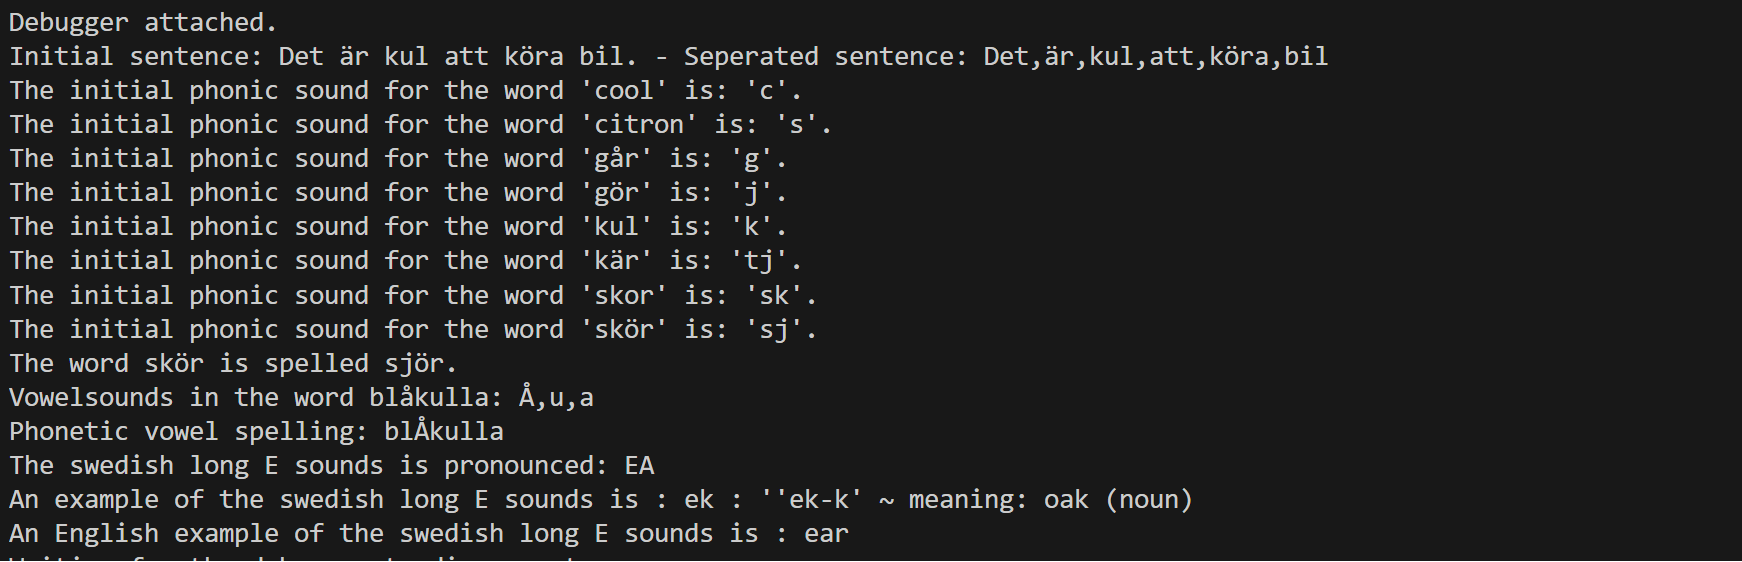 Debugger attached.
Initial sentence: Det är kul att köra bil. - Seperated sentence: Det,är,kul,att,köra,bil
The initial phonic sound for the word 'cool' is: 'c'.
The initial phonic sound for the word 'citron' is: 's'.
The initial phonic sound for the word 'går' is: 'g'.
The initial phonic sound for the word 'gör' is: 'j'.
The initial phonic sound for the word 'kul' is: 'k'.
The initial phonic sound for the word 'kär' is: 'tj'.
The initial phonic sound for the word 'skor' is: 'sk'.
The initial phonic sound for the word 'skör' is: 'sj'.
The word skör is spelled sjör.
Vowelsounds in the word blåkulla: Å,u,a
Phonetic vowel spelling: blÅkulla
The swedish long E sounds is pronounced: EA
An example of the swedish long E sounds is : ek : ''ek-k' ~ meaning: oak (noun)
An English example of the swedish long E sounds is : ear